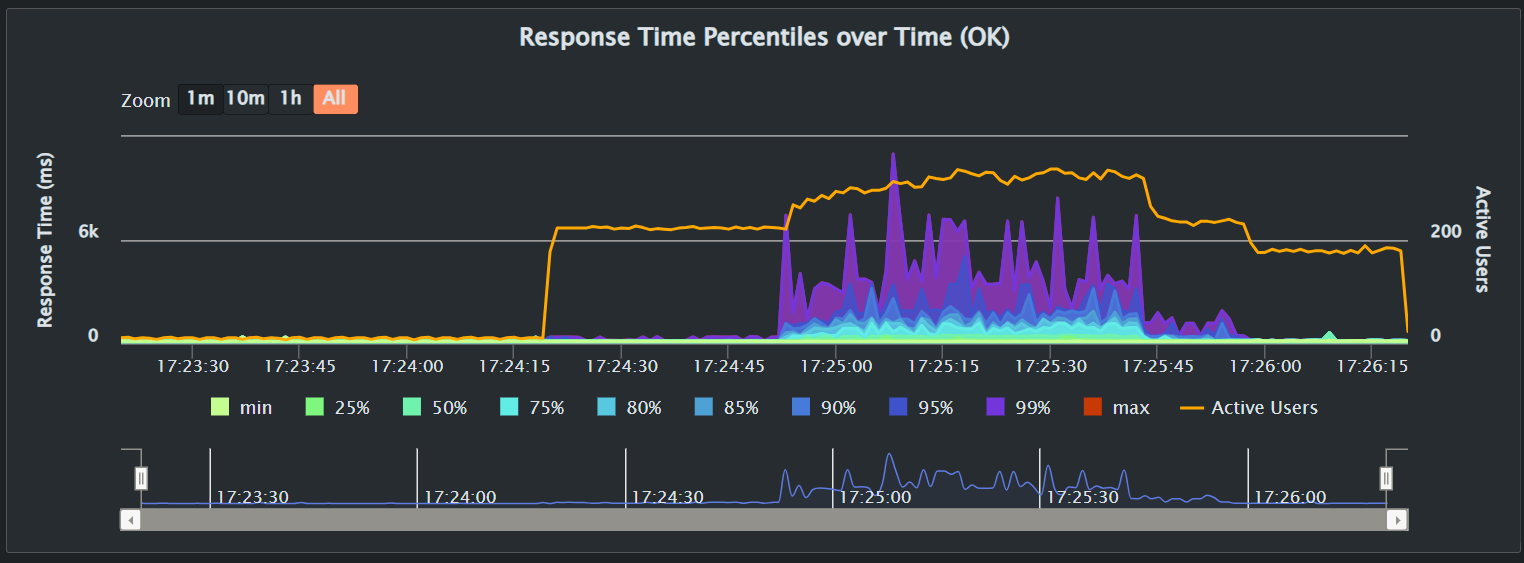 Response Time Percentiles over Time (OK)
Zoom 1m 10m 1h All
Response Time (ms)
6k
0
200
0
Active Users
17:23:30 17:23:45 17:24:00 17:24:15 17:24:30 17:24:45 17:25:00 17:25:15 17:25:30 17:25:45 17:26:00 17:26:15
min 25% 50% 75% 80% 85% 90% 95% 99% max Active Users
17:23:30 17:24:00 17:24:30 17:25:00 17:25:30 17:26:00